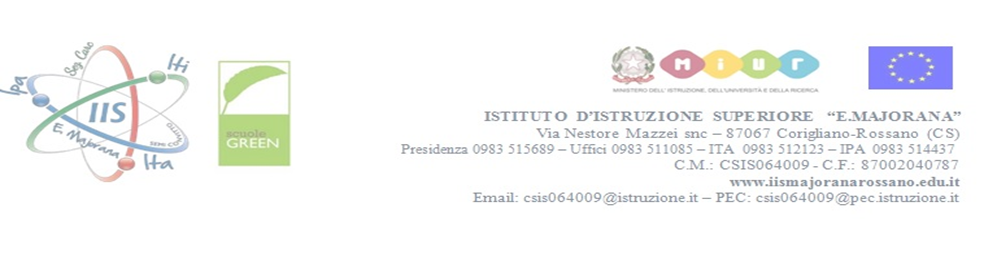 Sez Caro
Iti
Ipa
IIS
E. Majorana
Ita
scuole
GREEN
MIUR
MINISTERO DELL' ISTRUZIONE, DELL'UNIVERSITÀ E DELLA RICERCA
ISTITUTO D'ISTRUZIONE SUPERIORE “E.MAJORANA”
Via Nestore Mazzei snc – 87067 Corigliano-Rossano (CS)
Presidenza 0983 515689 – Uffici 0983 511085 – ITA 0983 512123 – IPA 0983 514437
C.M.: CSIS064009 - C.F.: 87002040787
www.iismajoranarossano.edu.it
Email: csis064009@istruzione.it – PEC: csis064009@pec.istruzione.it